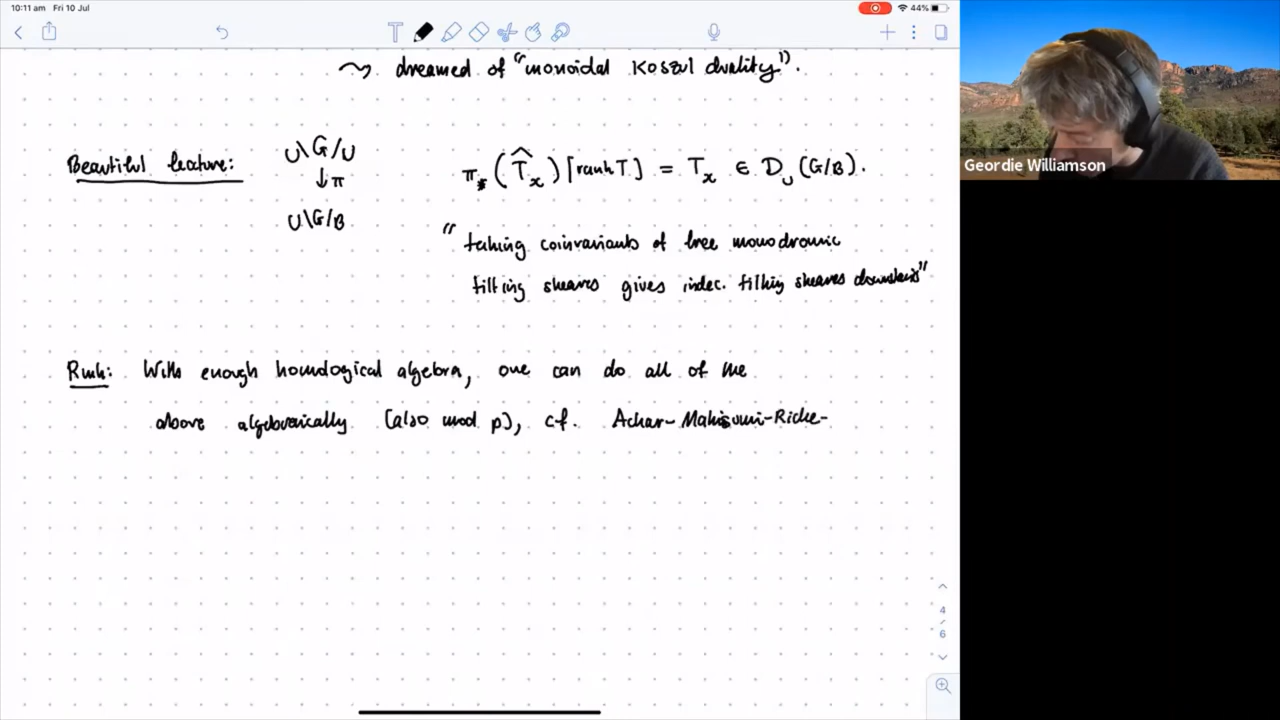 10:11 am Fri 10 Jul
44%
⇝ dreamed of "monoidal Koszul duality".
Beautiful feature:
U\G/U
↓π
U\G/B
π_*(T̂_x)[rank T] = T_x ∈ D_U(G/B).
"taking coinvariants of free monodromic
tilting sheaves gives indec. tilting sheaves downstairs"
Rmk: With enough homological algebra, one can do all of the
above algebraically (also mod p), cf. Achar-Makisumi-Riche-
4
/
6
Geordie Williamson